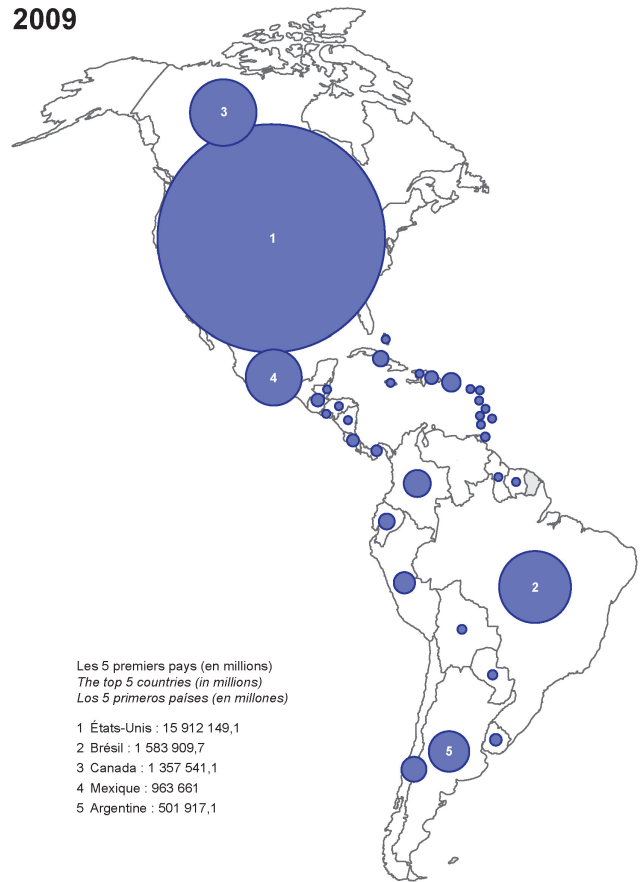 2009
3
1
4
2
5
Les 5 premiers pays (en millions)
The top 5 countries (in millions)
Los 5 primeros países (en millones)
1 États-Unis : 15 912 149,1
2 Brésil : 1 583 909,7
3 Canada : 1 357 541,1
4 Mexique : 963 661
5 Argentine : 501 917,1